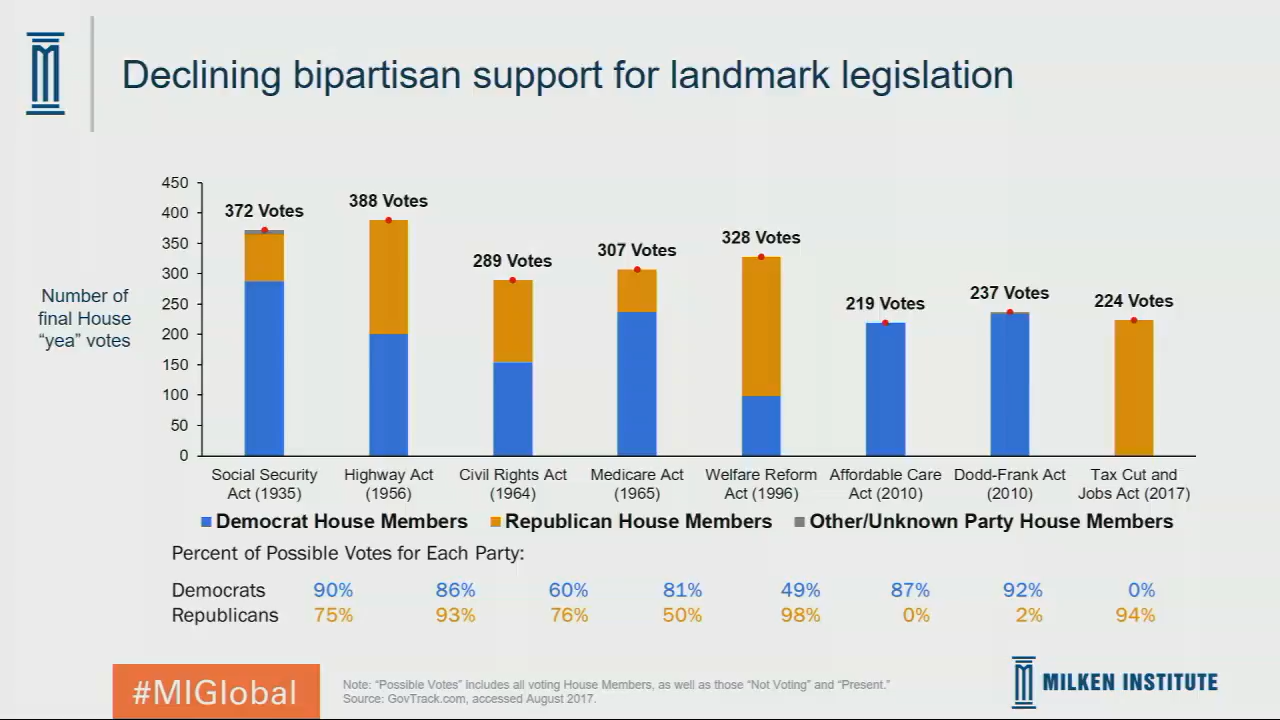 Declining bipartisan support for landmark legislation
450
400
350
300
250
200
150
100
50
0
Number of
final House
“yea” votes
372 Votes
388 Votes
289 Votes
307 Votes
328 Votes
219 Votes
237 Votes
224 Votes
Social Security
Act (1935)
Highway Act
(1956)
Civil Rights Act
(1964)
Medicare Act
(1965)
Welfare Reform
Act (1996)
Affordable Care
Act (2010)
Dodd-Frank Act
(2010)
Tax Cut and
Jobs Act (2017)
Democrat House Members Republican House Members Other/Unknown Party House Members
Percent of Possible Votes for Each Party:
Democrats 90% 86% 60% 81% 49% 87% 92% 0%
Republicans 75% 93% 76% 50% 98% 0% 2% 94%
#MIGlobal
Note: “Possible Votes” includes all voting House Members, as well as those “Not Voting” and “Present.”
Source: GovTrack.com, accessed August 2017.
MILKEN INSTITUTE